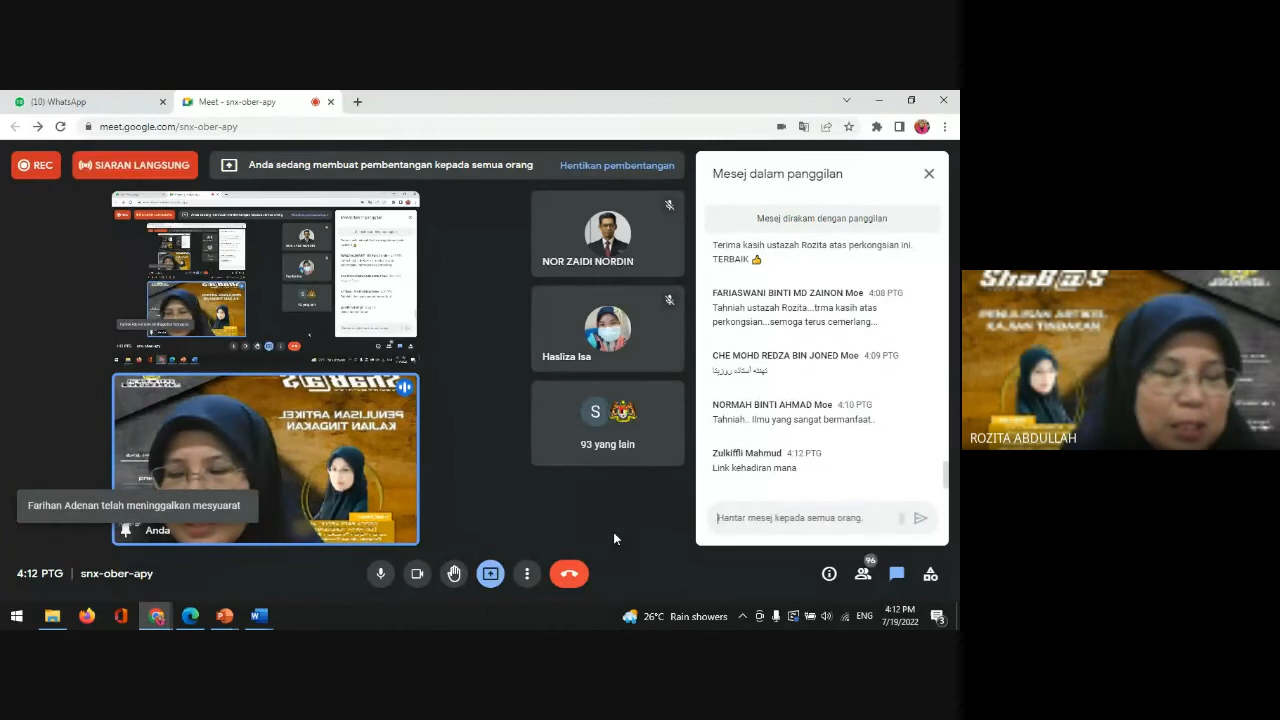 (10) WhatsApp
Meet - snx-ober-apy
meet.google.com/snx-ober-apy
REC
SIARAN LANGSUNG
Anda sedang membuat pembentangan kepada semua orang
Hentikan pembentangan
NOR ZAIDI NORDIN
Hasliza Isa
S
93 yang lain
PENULISAN ARTIKEL
KAJIAN TINDAKAN
Farihan Adenan telah meninggalkan mesyuarat
Anda
Mesej dalam panggilan
Mesej dirakam dengan panggilan
Terima kasih ustazah Rozita atas perkongsian ini.
TERBAIK 👍
FARIASWANI BINTI MD ZAINON Moe 4:08 PTG
Tahniah ustazah Rozita...trma kasih atas
perkongsian...semoga terus cemerlang...
CHE MOHD REDZA BIN JONED Moe 4:09 PTG
NORMAH BINTI AHMAD Moe 4:10 PTG
Tahniah.. Ilmu yang sangat bermanfaat..
Zulkiffli Mahmud 4:12 PTG
Link kehadiran mana
Hantar mesej kepada semua orang.
4:12 PTG | snx-ober-apy
96
26°C Rain showers
ENG
4:12 PM
7/19/2022
3
Shab@S
PENULISAN ARTIKEL
KAJIAN TINDAKAN
ROZITA ABDULLAH